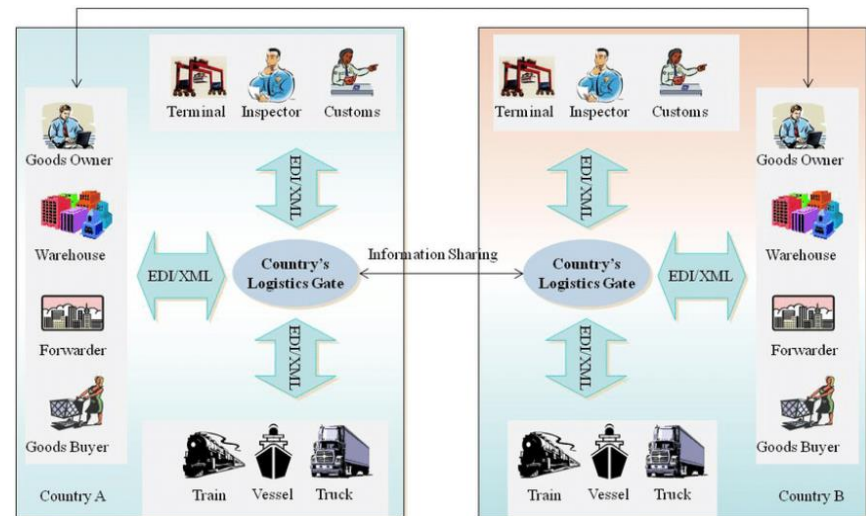 Terminal Inspector Customs
Goods Owner
Warehouse
Forwarder
Goods Buyer
EDI/XML
EDI/XML
EDI/XML
Country's
Logistics Gate
Train Vessel Truck
Country A
Information Sharing
Terminal Inspector Customs
EDI/XML
Country's
Logistics Gate
EDI/XML
EDI/XML
Goods Owner
Warehouse
Forwarder
Goods Buyer
Train Vessel Truck
Country B